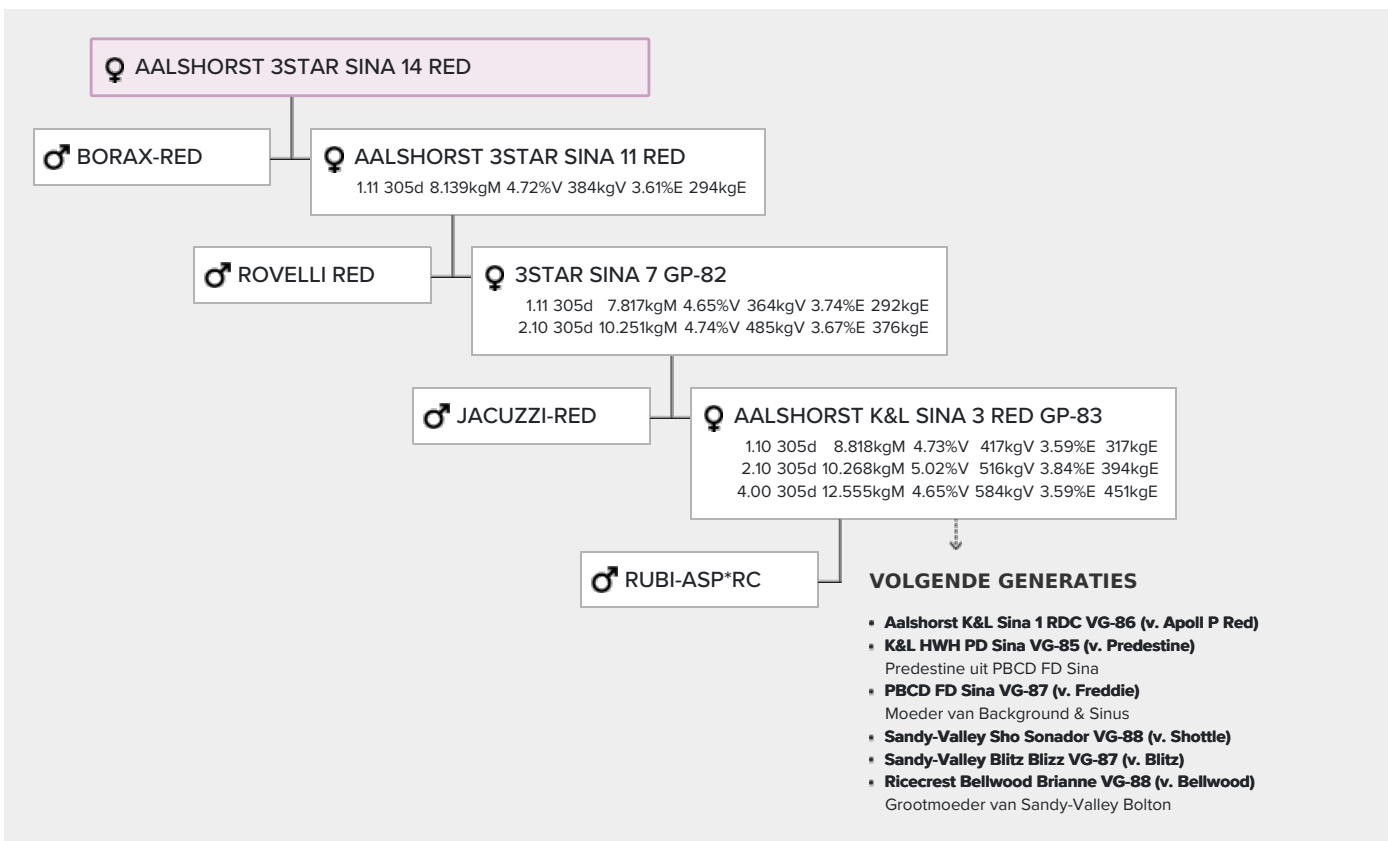 ♀ AALSHORST 3STAR SINA 14 RED
♂ BORAX-RED
♀ AALSHORST 3STAR SINA 11 RED
1.11 305d 8.139kgM 4.72%V 384kgV 3.61%E 294kgE
♂ ROVELLI RED
♀ 3STAR SINA 7 GP-82
1.11 305d 7.817kgM 4.65%V 364kgV 3.74%E 292kgE
2.10 305d 10.251kgM 4.74%V 485kgV 3.67%E 376kgE
♂ JACUZZI-RED
♀ AALSHORST K&L SINA 3 RED GP-83
1.10 305d 8.818kgM 4.73%V 417kgV 3.59%E 317kgE
2.10 305d 10.268kgM 5.02%V 516kgV 3.84%E 394kgE
4.00 305d 12.555kgM 4.65%V 584kgV 3.59%E 451kgE
♂ RUBI-ASP*RC
VOLGENDE GENERATIES
▪ Aalshorst K&L Sina 1 RDC VG-86 (v. Apoll P Red)
▪ K&L HWH PD Sina VG-85 (v. Predestine)
Predestine uit PBCD FD Sina
▪ PBCD FD Sina VG-87 (v. Freddie)
Moeder van Background & Sinus
▪ Sandy-Valley Sho Sonador VG-88 (v. Shottle)
▪ Sandy-Valley Blitz Blizz VG-87 (v. Blitz)
▪ Ricecrest Bellwood Brianne VG-88 (v. Bellwood)
Grootmoeder van Sandy-Valley Bolton